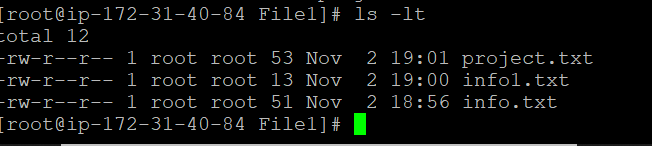 [root@ip-172-31-40-84 File1]# ls -lt
total 12
-rw-r--r-- 1 root root 53 Nov  2 19:01 project.txt
-rw-r--r-- 1 root root 13 Nov  2 19:00 info1.txt
-rw-r--r-- 1 root root 51 Nov  2 18:56 info.txt
[root@ip-172-31-40-84 File1]#